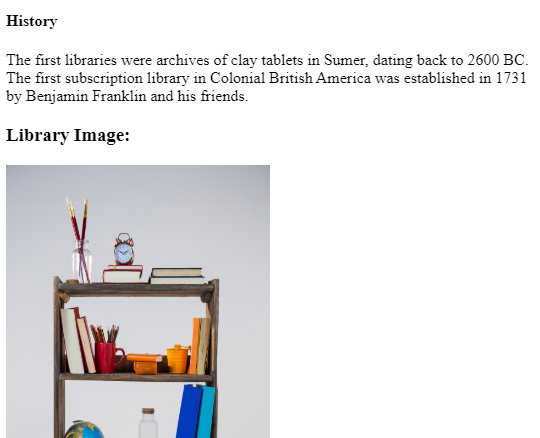 History
The first libraries were archives of clay tablets in Sumer, dating back to 2600 BC.
The first subscription library in Colonial British America was established in 1731
by Benjamin Franklin and his friends.
Library Image: